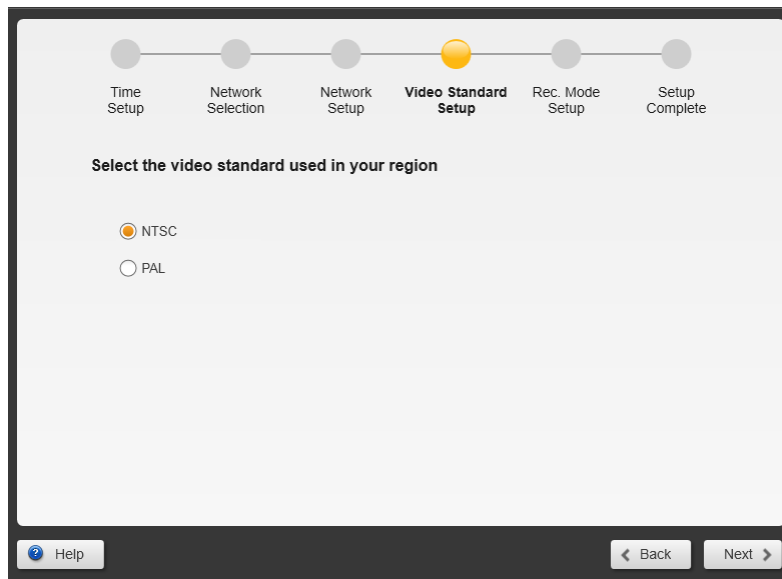 Time
Setup
Network
Selection
Network
Setup
Video Standard
Setup
Rec. Mode
Setup
Setup
Complete
Select the video standard used in your region
NTSC
PAL
? Help
Back
Next